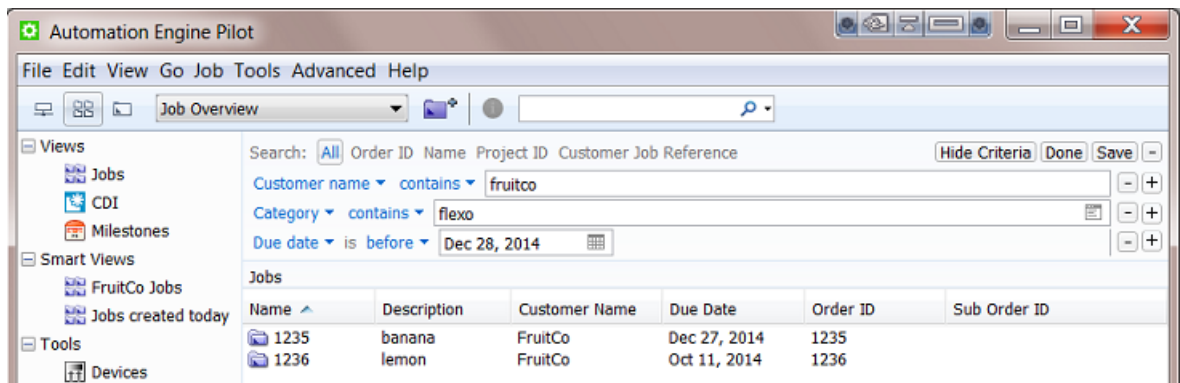 Automation Engine Pilot
File Edit View Go Job Tools Advanced Help
Job Overview
Views
Jobs
CDI
Milestones
Smart Views
FruitCo Jobs
Jobs created today
Tools
Devices
Search: All Order ID Name Project ID Customer Job Reference Hide Criteria Done Save -
Customer name contains fruitco - +
Category contains flexo - +
Due date is before Dec 28, 2014 - +
Jobs
Name Description Customer Name Due Date Order ID Sub Order ID
1235 banana FruitCo Dec 27, 2014 1235
1236 lemon FruitCo Oct 11, 2014 1236